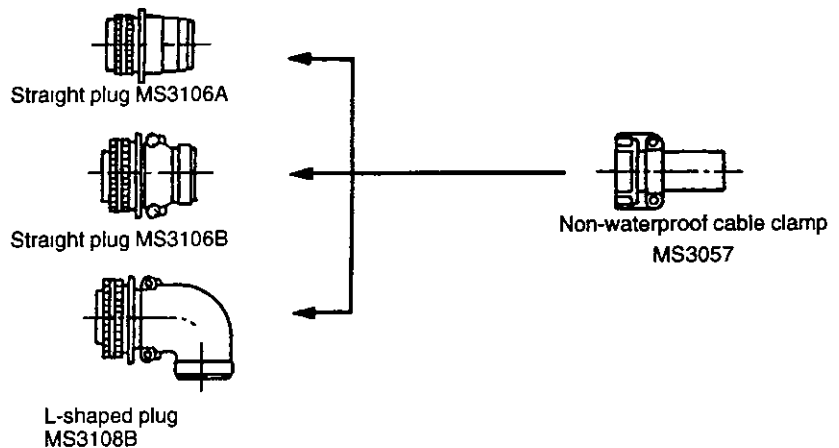 Straight plug MS3106A
Straight plug MS3106B
Non-waterproof cable clamp
MS3057
L-shaped plug
MS3108B